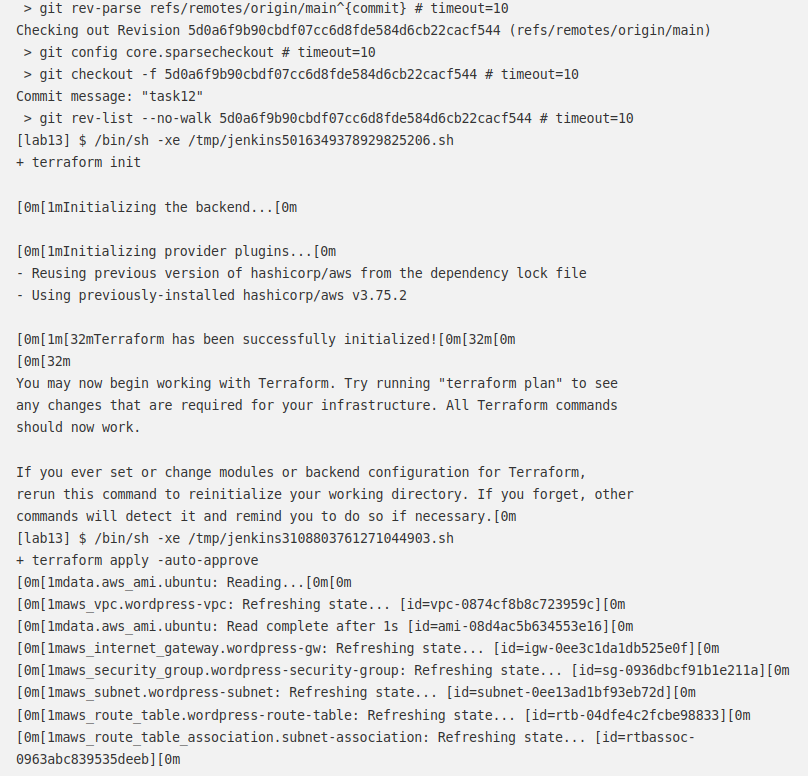 > git rev-parse refs/remotes/origin/main^{commit} # timeout=10
Checking out Revision 5d0a6f9b90cbdf07cc6d8fde584d6cb22cacf544 (refs/remotes/origin/main)
> git config core.sparsecheckout # timeout=10
> git checkout -f 5d0a6f9b90cbdf07cc6d8fde584d6cb22cacf544 # timeout=10
Commit message: "task12"
> git rev-list --no-walk 5d0a6f9b90cbdf07cc6d8fde584d6cb22cacf544 # timeout=10
[lab13] $ /bin/sh -xe /tmp/jenkins5016349378929825206.sh
+ terraform init
[0m[1mInitializing the backend...[0m
[0m[1mInitializing provider plugins...[0m
- Reusing previous version of hashicorp/aws from the dependency lock file
- Using previously-installed hashicorp/aws v3.75.2
[0m[1m[32mTerraform has been successfully initialized![0m[32m[0m
[0m[32m
You may now begin working with Terraform. Try running "terraform plan" to see
any changes that are required for your infrastructure. All Terraform commands
should now work.
If you ever set or change modules or backend configuration for Terraform,
rerun this command to reinitialize your working directory. If you forget, other
commands will detect it and remind you to do so if necessary.[0m
[lab13] $ /bin/sh -xe /tmp/jenkins3108803761271044903.sh
+ terraform apply -auto-approve
[0m[1mdata.aws_ami.ubuntu: Reading...[0m[0m
[0m[1maws_vpc.wordpress-vpc: Refreshing state... [id=vpc-0874cf8b8c723959c][0m
[0m[1mdata.aws_ami.ubuntu: Read complete after 1s [id=ami-08d4ac5b634553e16][0m
[0m[1maws_internet_gateway.wordpress-gw: Refreshing state... [id=igw-0ee3c1da1db525e0f][0m
[0m[1maws_security_group.wordpress-security-group: Refreshing state... [id=sg-0936dbcf91b1e211a][0m
[0m[1maws_subnet.wordpress-subnet: Refreshing state... [id=subnet-0ee13ad1bf93eb72d][0m
[0m[1maws_route_table.wordpress-route-table: Refreshing state... [id=rtb-04dfe4c2fcbe98833][0m
[0m[1maws_route_table_association.subnet-association: Refreshing state... [id=rtbassoc-
0963abc839535deeb][0m